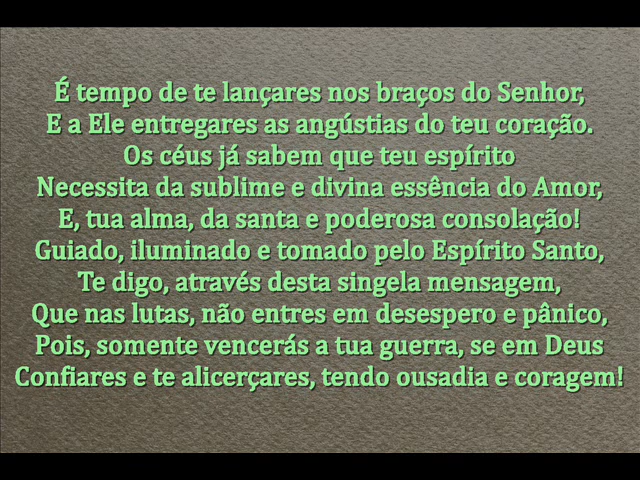 É tempo de te lançares nos braços do Senhor,
E a Ele entregares as angústias do teu coração.
Os céus já sabem que teu espírito
Necessita da sublime e divina essência do Amor,
E, tua alma, da santa e poderosa consolação!
Guiado, iluminado e tomado pelo Espírito Santo,
Te digo, através desta singela mensagem,
Que nas lutas, não entres em desespero e pânico,
Pois, somente vencerás a tua guerra, se em Deus
Confiares e te alicerçares, tendo ousadia e coragem!